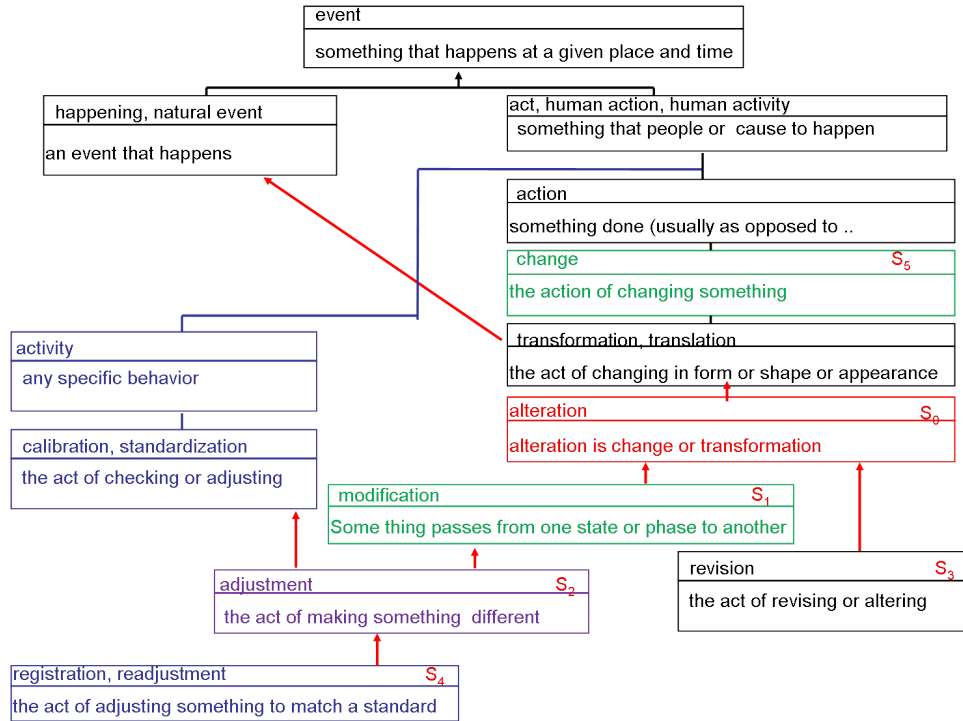 event
something that happens at a given place and time
happening, natural event
an event that happens
act, human action, human activity
something that people or cause to happen
action
something done (usually as opposed to ..
change S5
the action of changing something
transformation, translation
the act of changing in form or shape or appearance
activity
any specific behavior
alteration S0
alteration is change or transformation
calibration, standardization
the act of checking or adjusting
modification S1
Some thing passes from one state or phase to another
revision S3
the act of revising or altering
adjustment S2
the act of making something different
registration, readjustment S4
the act of adjusting something to match a standard